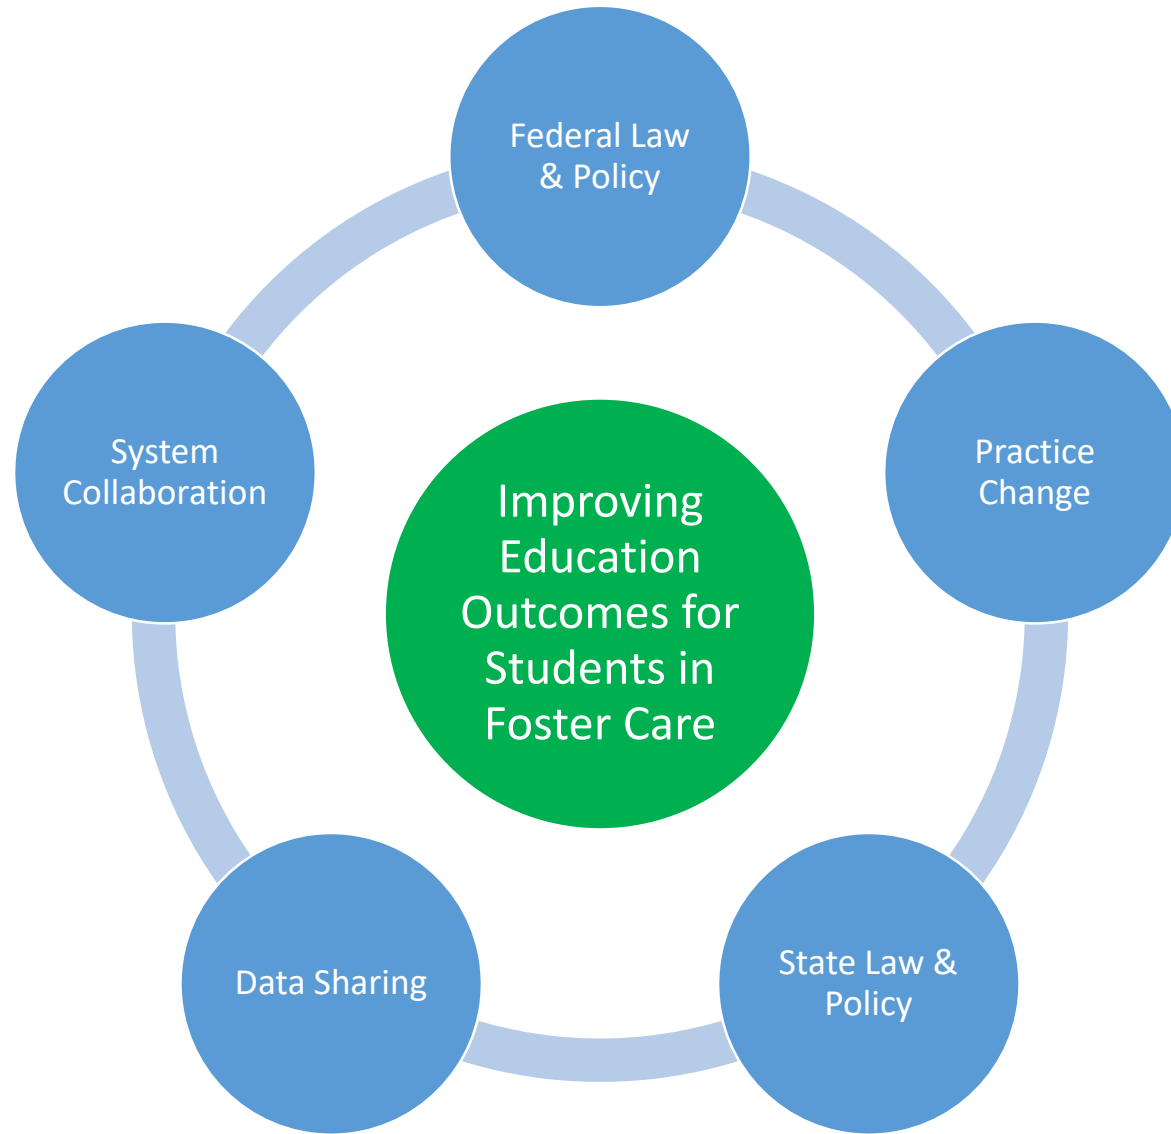 Federal Law
& Policy
Practice
Change
State Law &
Policy
Data Sharing
System
Collaboration
Improving
Education
Outcomes for
Students in
Foster Care